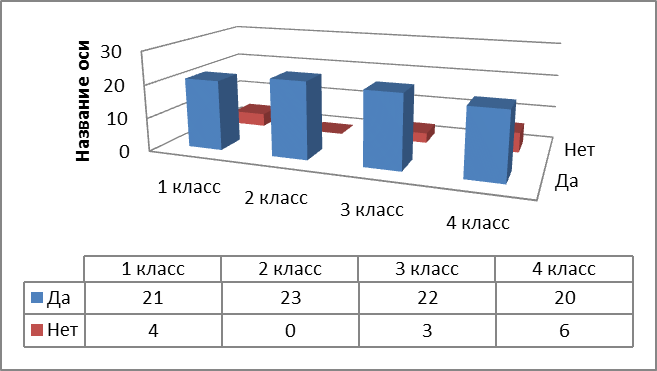 Название оси
30
20
10
0
1 класс
2 класс
3 класс
4 класс
Нет
Да
1 класс 2 класс 3 класс 4 класс
Да 21 23 22 20
Нет 4 0 3 6